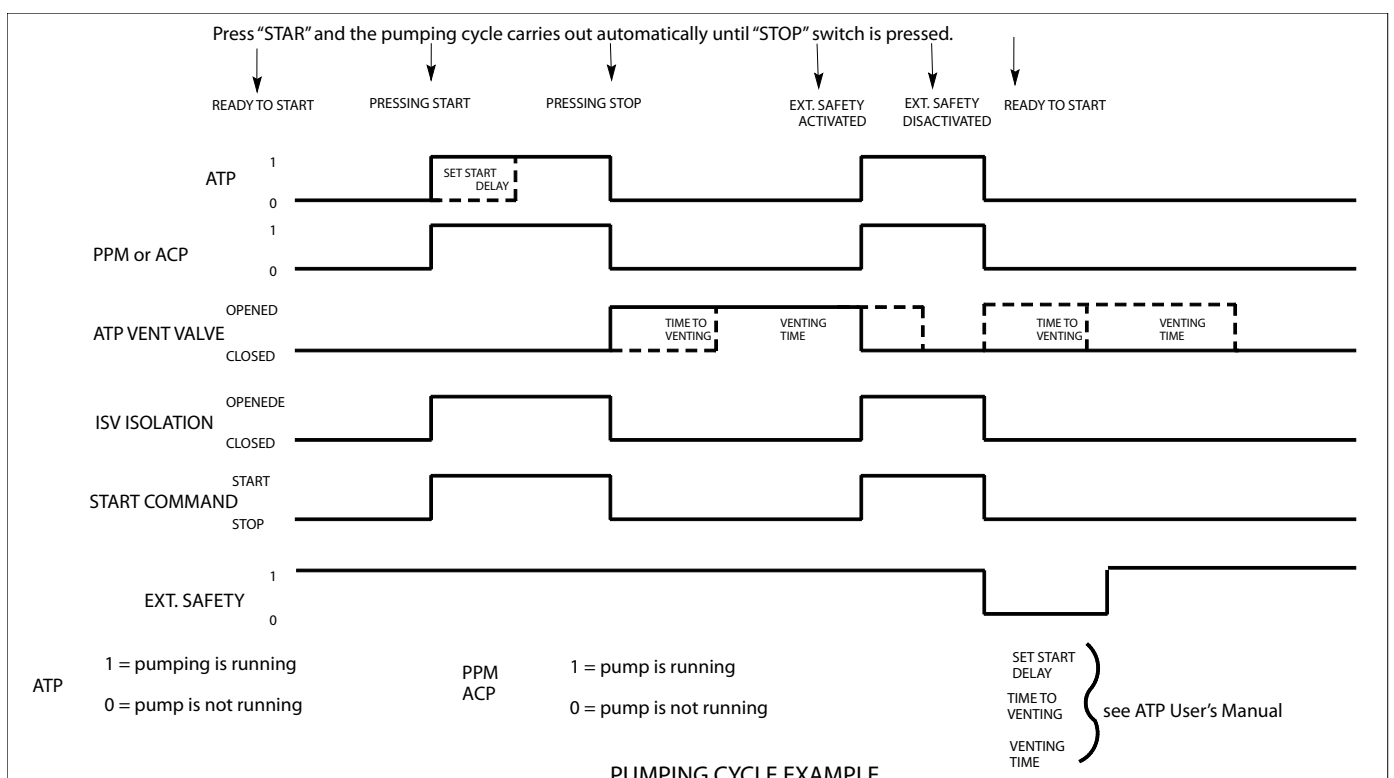 Press “STAR” and the pumping cycle carries out automatically until “STOP” switch is pressed.
READY TO START
PRESSING START
PRESSING STOP
EXT. SAFETY
ACTIVATED
EXT. SAFETY
DISACTIVATED
READY TO START
ATP
1
0
SET START
DELAY
PPM or ACP
1
0
ATP VENT VALVE
OPENED
CLOSED
TIME TO
VENTING
VENTING
TIME
TIME TO
VENTING
VENTING
TIME
ISV ISOLATION
OPENEDE
CLOSED
START COMMAND
START
STOP
EXT. SAFETY
1
0
ATP
1 = pumping is running
0 = pump is not running
PPM
ACP
1 = pump is running
0 = pump is not running
SET START
DELAY
TIME TO
VENTING
VENTING
TIME
see ATP User’s Manual
PUMPING CYCLE EXAMPLE